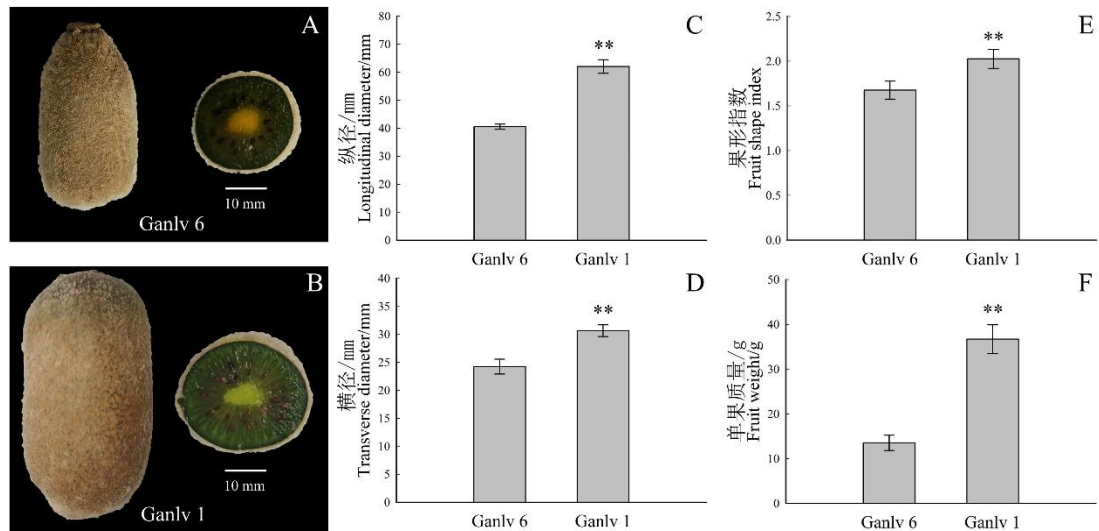 A
10 mm
Ganlv 6
B
10 mm
Ganlv 1
C
纵径/mm
Longitudinal diameter/mm
80
70
60
50
40
30
20
10
0
**
Ganlv 6 Ganlv 1
D
横径/mm
Transverse diameter/mm
40
35
30
25
20
15
10
5
0
**
Ganlv 6 Ganlv 1
E
果形指数
Fruit shape index
2.5
2.0
1.5
1.0
0.5
0.0
**
Ganlv 6 Ganlv 1
F
单果质量/g
Fruit weight/g
50
40
30
20
10
0
**
Ganlv 6 Ganlv 1